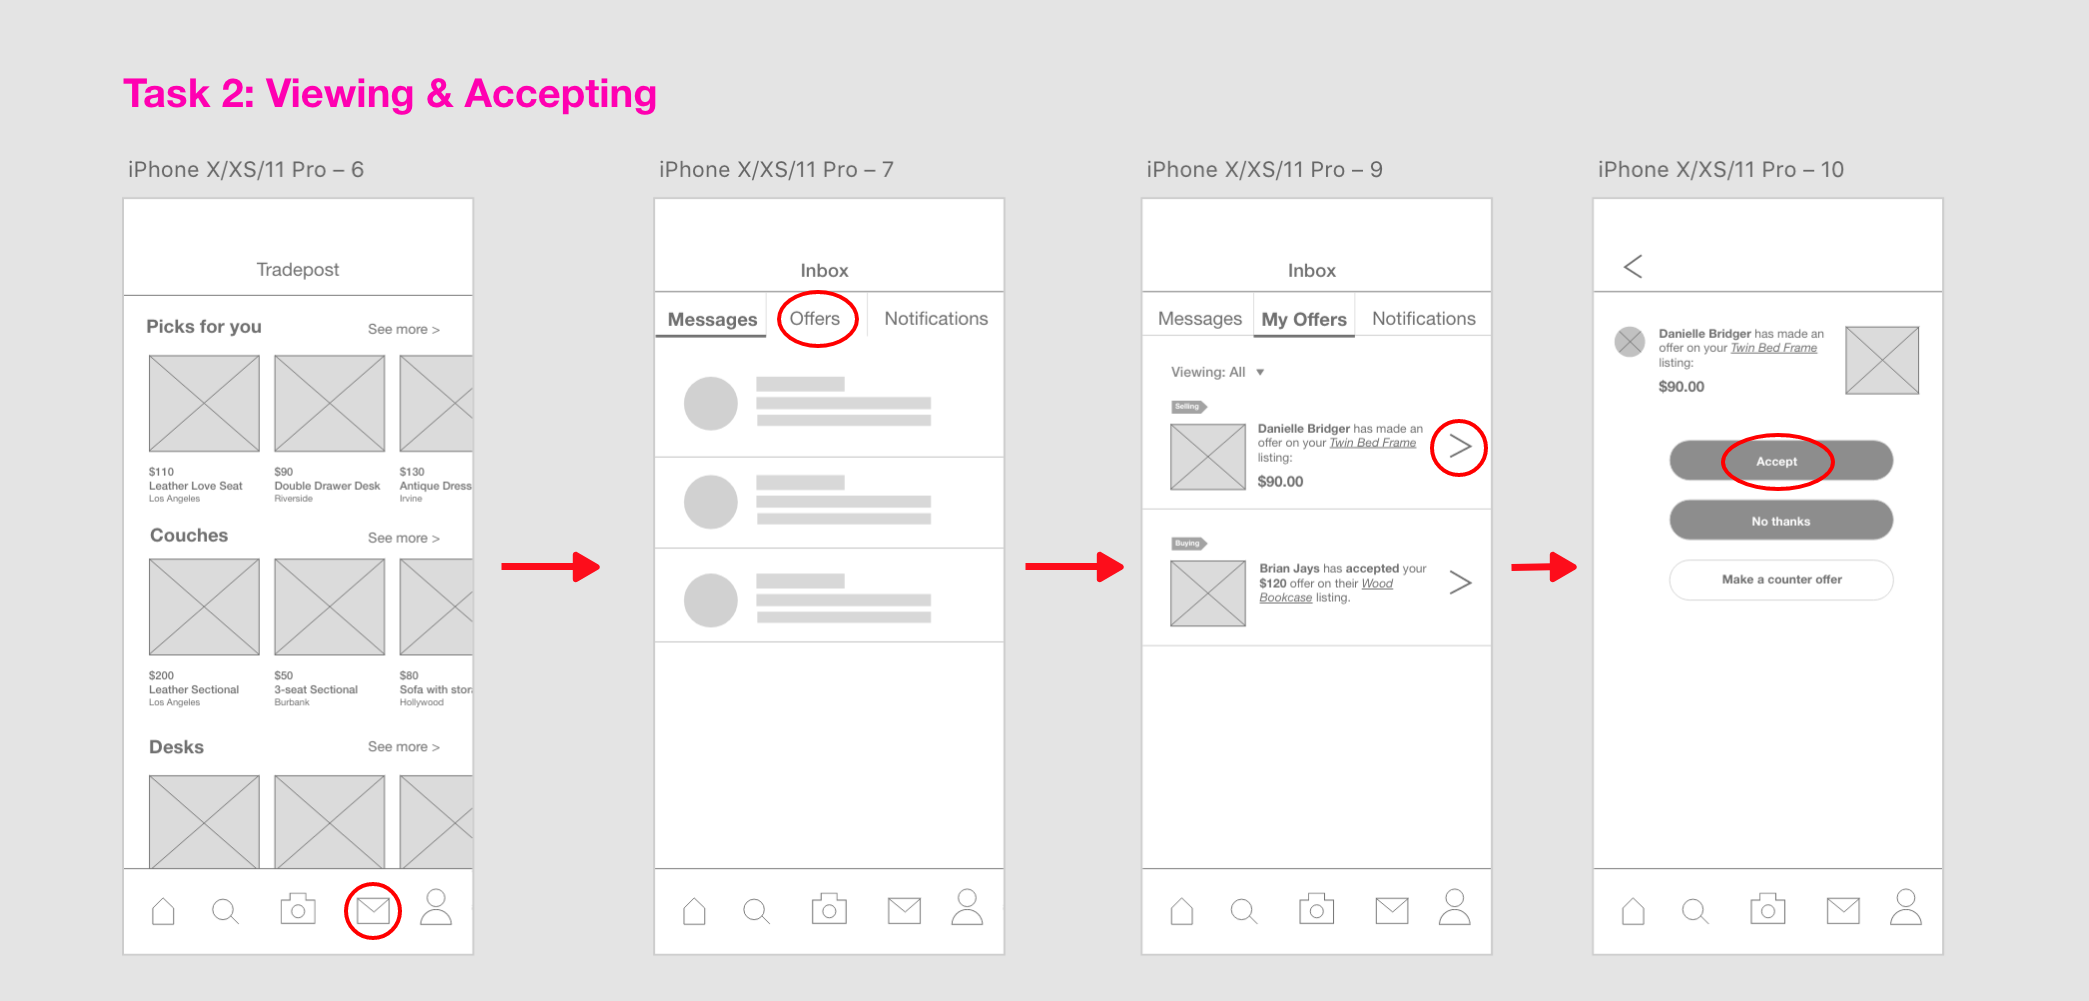 Task 2: Viewing & Accepting
iPhone X/XS/11 Pro – 6
Tradepost
Picks for you
See more >
$110
Leather Love Seat
Los Angeles
$90
Double Drawer Desk
Riverside
$130
Antique Dress
Irvine
Couches
See more >
$200
Leather Sectional
Los Angeles
$50
3-seat Sectional
Burbank
$80
Sofa with stor
Hollywood
Desks
See more >
iPhone X/XS/11 Pro – 7
Inbox
Messages
Offers
Notifications
iPhone X/XS/11 Pro – 9
Inbox
Messages
My Offers
Notifications
Viewing: All
Selling
Danielle Bridger has made an
offer on your Twin Bed Frame
listing:
$90.00
Buying
Brian Jays has accepted your
$120 offer on their Wood
Bookcase listing.
iPhone X/XS/11 Pro – 10
Danielle Bridger has made an
offer on your Twin Bed Frame
listing:
$90.00
Accept
No thanks
Make a counter offer